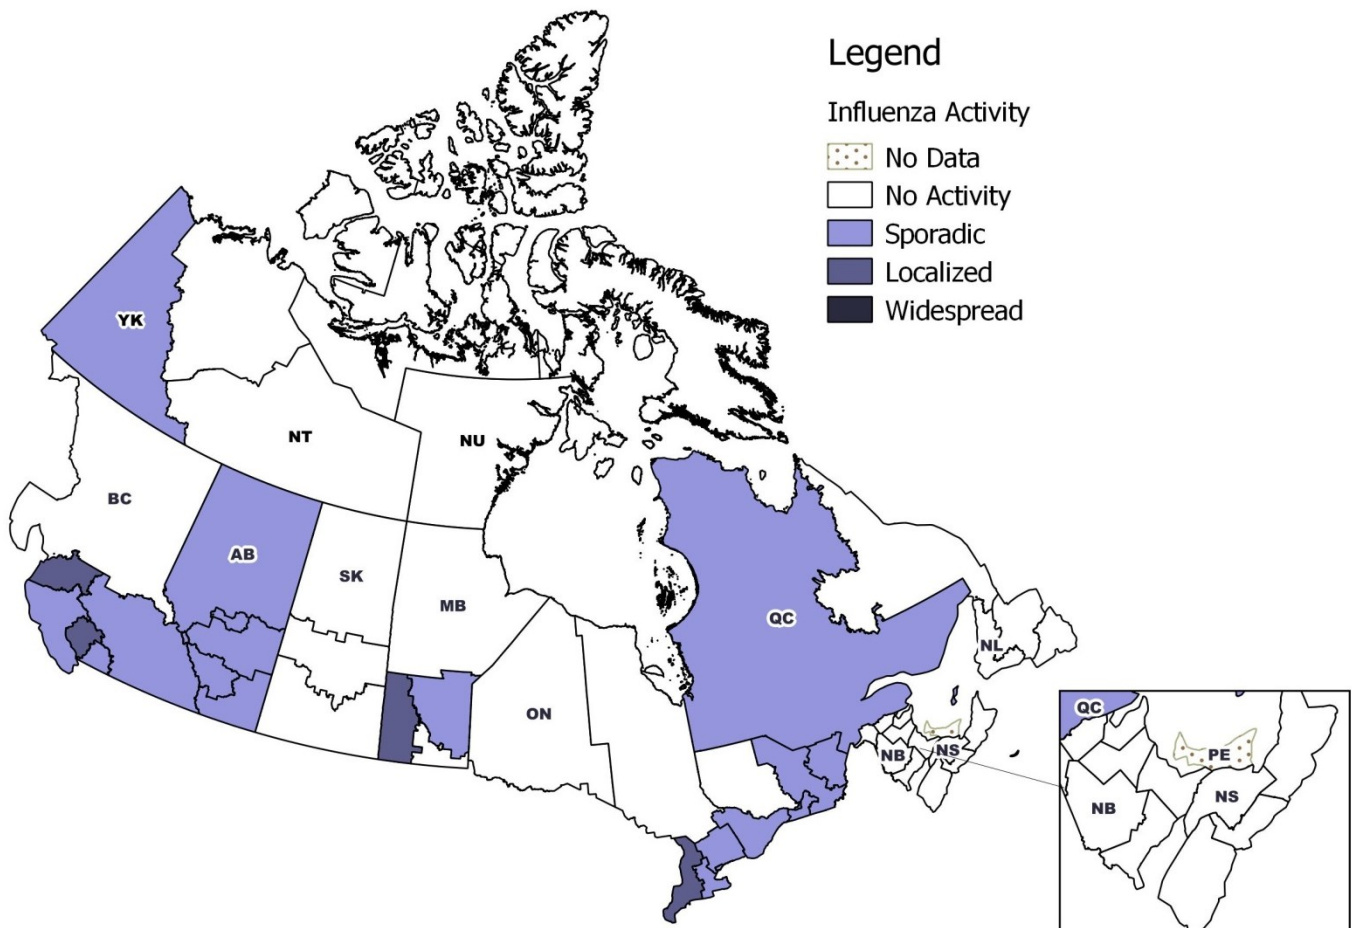 Legend
Influenza Activity
No Data
No Activity
Sporadic
Localized
Widespread
YK
NT
NU
BC
AB
SK
MB
QC
NL
ON
NB
NS
QC
PE
NB
NS